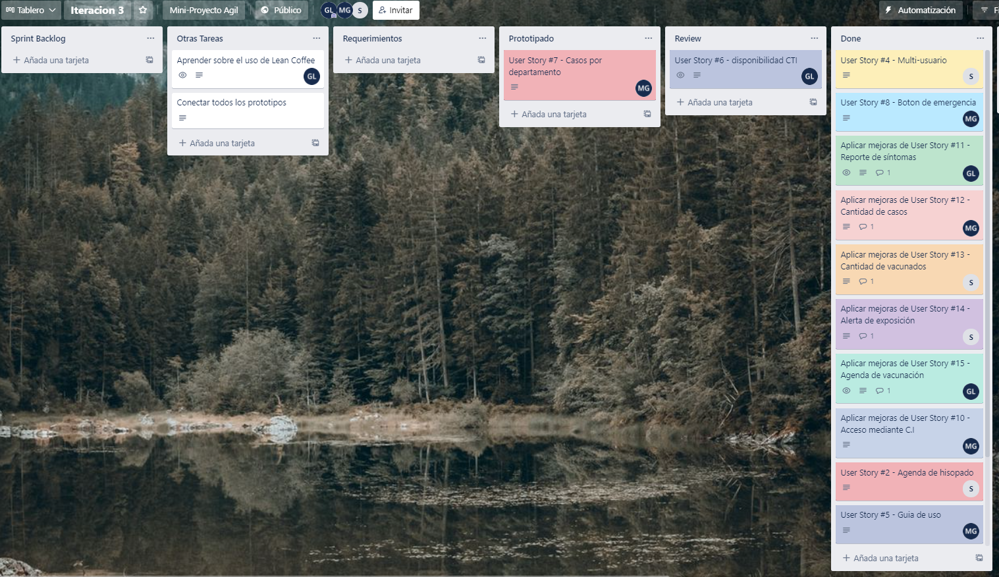 Tablero
Iteracion 3
Mini-Proyecto Agil
Público
GL
MG
S
Invitar
Automatización
Sprint Backlog
Añada una tarjeta
Otras Tareas
Aprender sobre el uso de Lean Coffee
GL
Conectar todos los prototipos
Añada una tarjeta
Requerimientos
Añada una tarjeta
Prototipado
User Story #7 - Casos por
departamento
MG
Añada una tarjeta
Review
User Story #6 - disponibilidad CTI
GL
Añada una tarjeta
Done
User Story #4 - Multi-usuario
S
User Story #8 - Boton de emergencia
MG
Aplicar mejoras de User Story #11 -
Reporte de síntomas
1
GL
Aplicar mejoras de User Story #12 -
Cantidad de casos
1
MG
Aplicar mejoras de User Story #13 -
Cantidad de vacunados
1
S
Aplicar mejoras de User Story #14 -
Alerta de exposición
1
S
Aplicar mejoras de User Story #15 -
Agenda de vacunación
1
GL
Aplicar mejoras de User Story #10 -
Acceso mediante C.I
MG
User Story #2 - Agenda de hisopado
S
User Story #5 - Guia de uso
MG
Añada una tarjeta